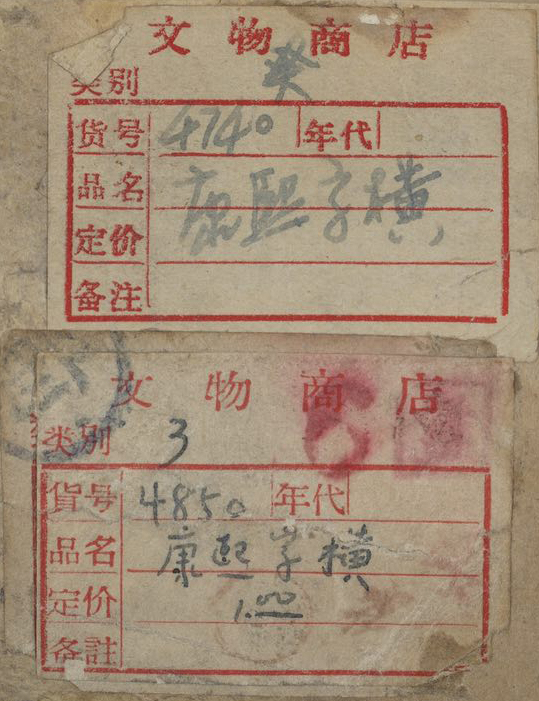 文物商店
类别 癸
货号 4740 年代
品名 康熙字横
定价
备注
文物商店
类别 3
貨号 4850 年代
品名 康熙字横
定价 1.00
备註